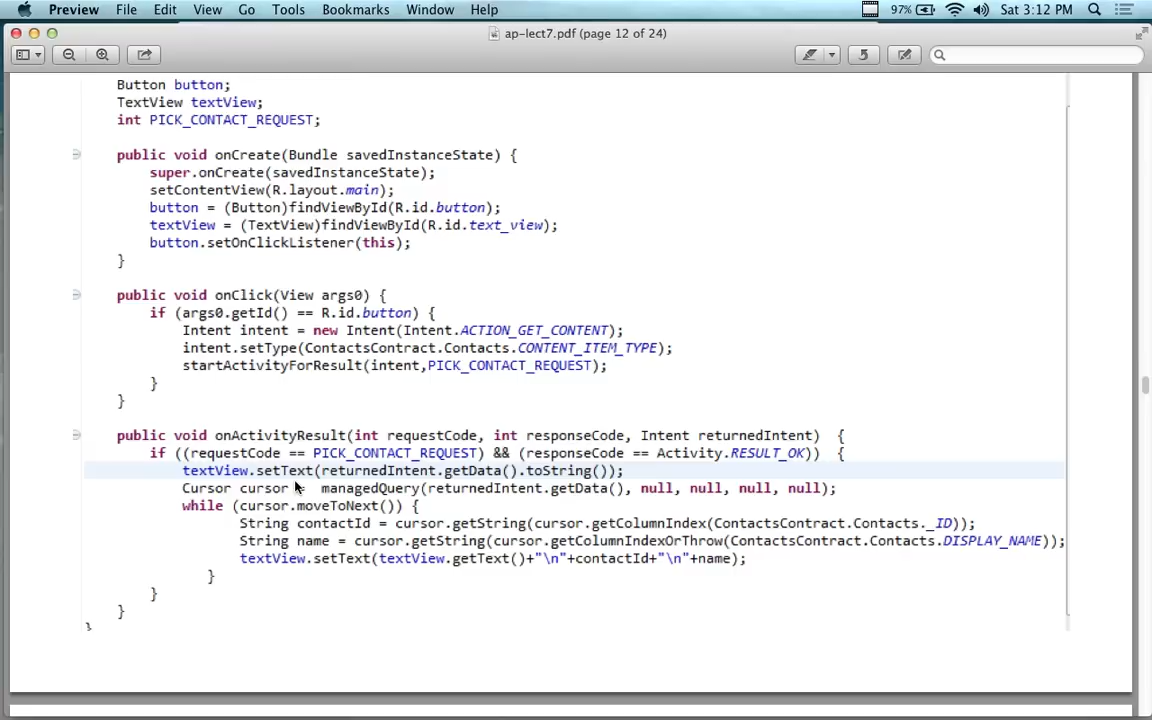 Preview File Edit View Go Tools Bookmarks Window Help 97% Sat 3:12 PM
ap-lect7.pdf (page 12 of 24)
5
Button button;
TextView textView;
int PICK_CONTACT_REQUEST;
public void onCreate(Bundle savedInstanceState) {
super.onCreate(savedInstanceState);
setContentView(R.layout.main);
button = (Button)findViewById(R.id.button);
textView = (TextView)findViewById(R.id.text_view);
button.setOnClickListener(this);
}
public void onClick(View args0) {
if (args0.getId() == R.id.button) {
Intent intent = new Intent(Intent.ACTION_GET_CONTENT);
intent.setType(ContactsContract.Contacts.CONTENT_ITEM_TYPE);
startActivityForResult(intent,PICK_CONTACT_REQUEST);
}
}
public void onActivityResult(int requestCode, int responseCode, Intent returnedIntent) {
if ((requestCode == PICK_CONTACT_REQUEST) && (responseCode == Activity.RESULT_OK)) {
textView.setText(returnedIntent.getData().toString());
Cursor cursor = managedQuery(returnedIntent.getData(), null, null, null, null);
while (cursor.moveToNext()) {
String contactId = cursor.getString(cursor.getColumnIndex(ContactsContract.Contacts._ID));
String name = cursor.getString(cursor.getColumnIndexOrThrow(ContactsContract.Contacts.DISPLAY_NAME));
textView.setText(textView.getText()+"\n"+contactId+"\n"+name);
}
}
}
}